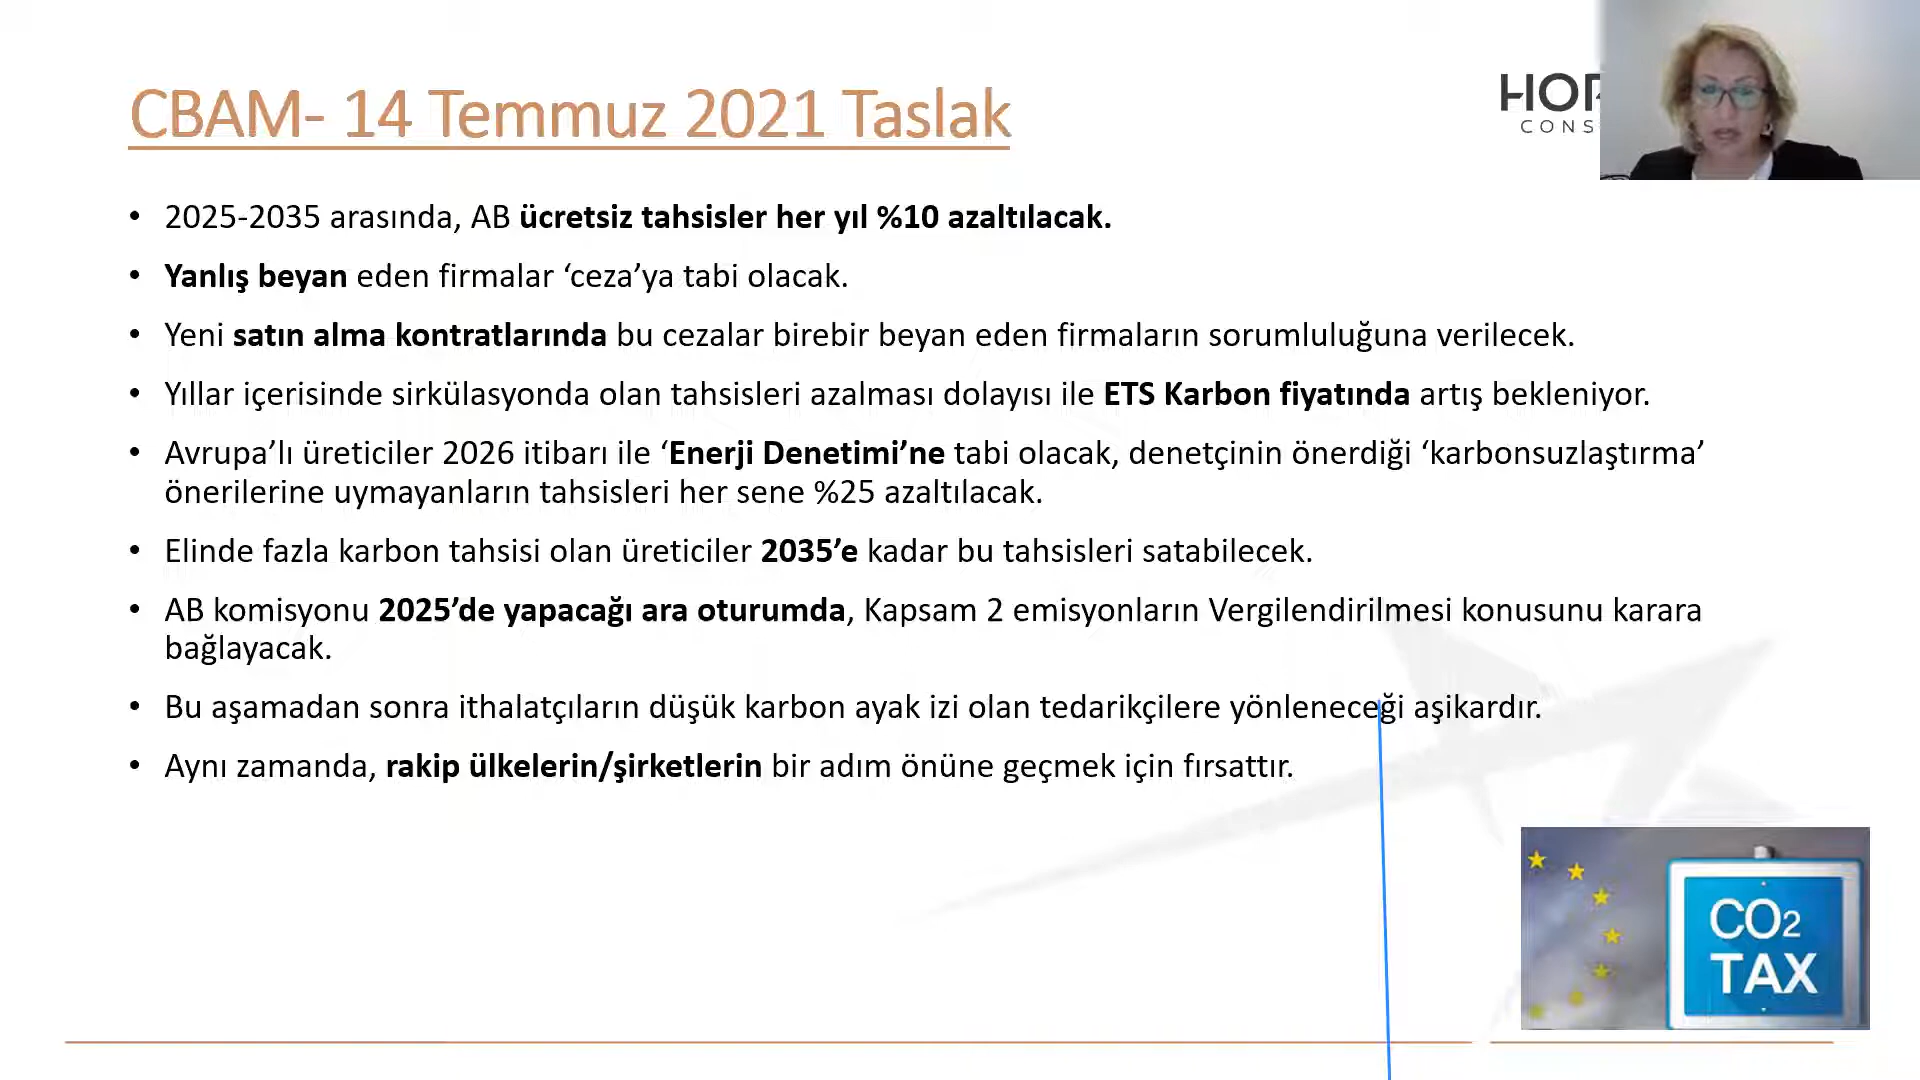 CBAM- 14 Temmuz 2021 Taslak
• 2025-2035 arasında, AB ücretsiz tahsisler her yıl %10 azaltılacak.
• Yanlış beyan eden firmalar ‘ceza’ya tabi olacak.
• Yeni satın alma kontratlarında bu cezalar birebir beyan eden firmaların sorumluluğuna verilecek.
• Yıllar içerisinde sirkülasyonda olan tahsisleri azalması dolayısı ile ETS Karbon fiyatında artış bekleniyor.
• Avrupa’lı üreticiler 2026 itibarı ile ‘Enerji Denetimi’ne tabi olacak, denetçinin önerdiği ‘karbonsuzlaştırma’
önerilerine uymayanların tahsisleri her sene %25 azaltılacak.
• Elinde fazla karbon tahsisi olan üreticiler 2035’e kadar bu tahsisleri satabilecek.
• AB komisyonu 2025’de yapacağı ara oturumda, Kapsam 2 emisyonların Vergilendirilmesi konusunu karara
bağlayacak.
• Bu aşamadan sonra ithalatçıların düşük karbon ayak izi olan tedarikçilere yönleneceği aşikardır.
• Aynı zamanda, rakip ülkelerin/şirketlerin bir adım önüne geçmek için fırsattır.
CO2
TAX